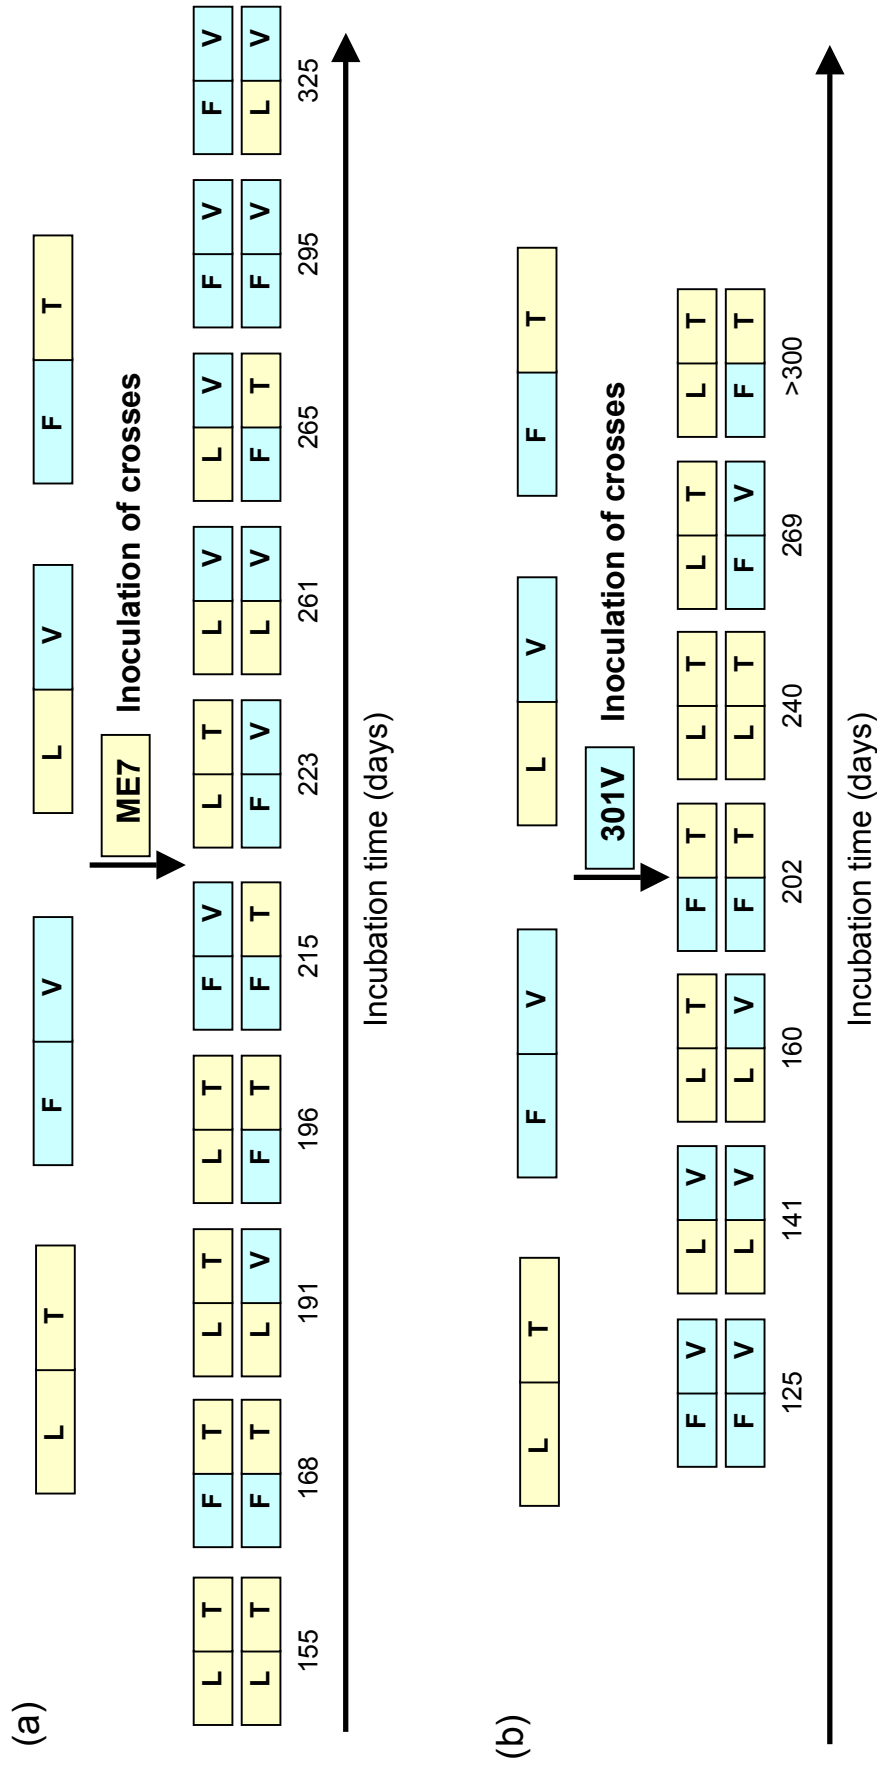 (a)
L T F V L V F T
ME7 Inoculation of crosses
L T F T L T L T F V L T L V L V F V F V
L T F T L V F T F T F V L V F T F V L V
155 168 191 196 215 223 261 265 295 325
Incubation time (days)
(b)
L T F V L V F T
301V Inoculation of crosses
F V L V L T F T L T L T L T
F V L V L V F T L T F V F T
125 141 160 202 240 269 >300
Incubation time (days)